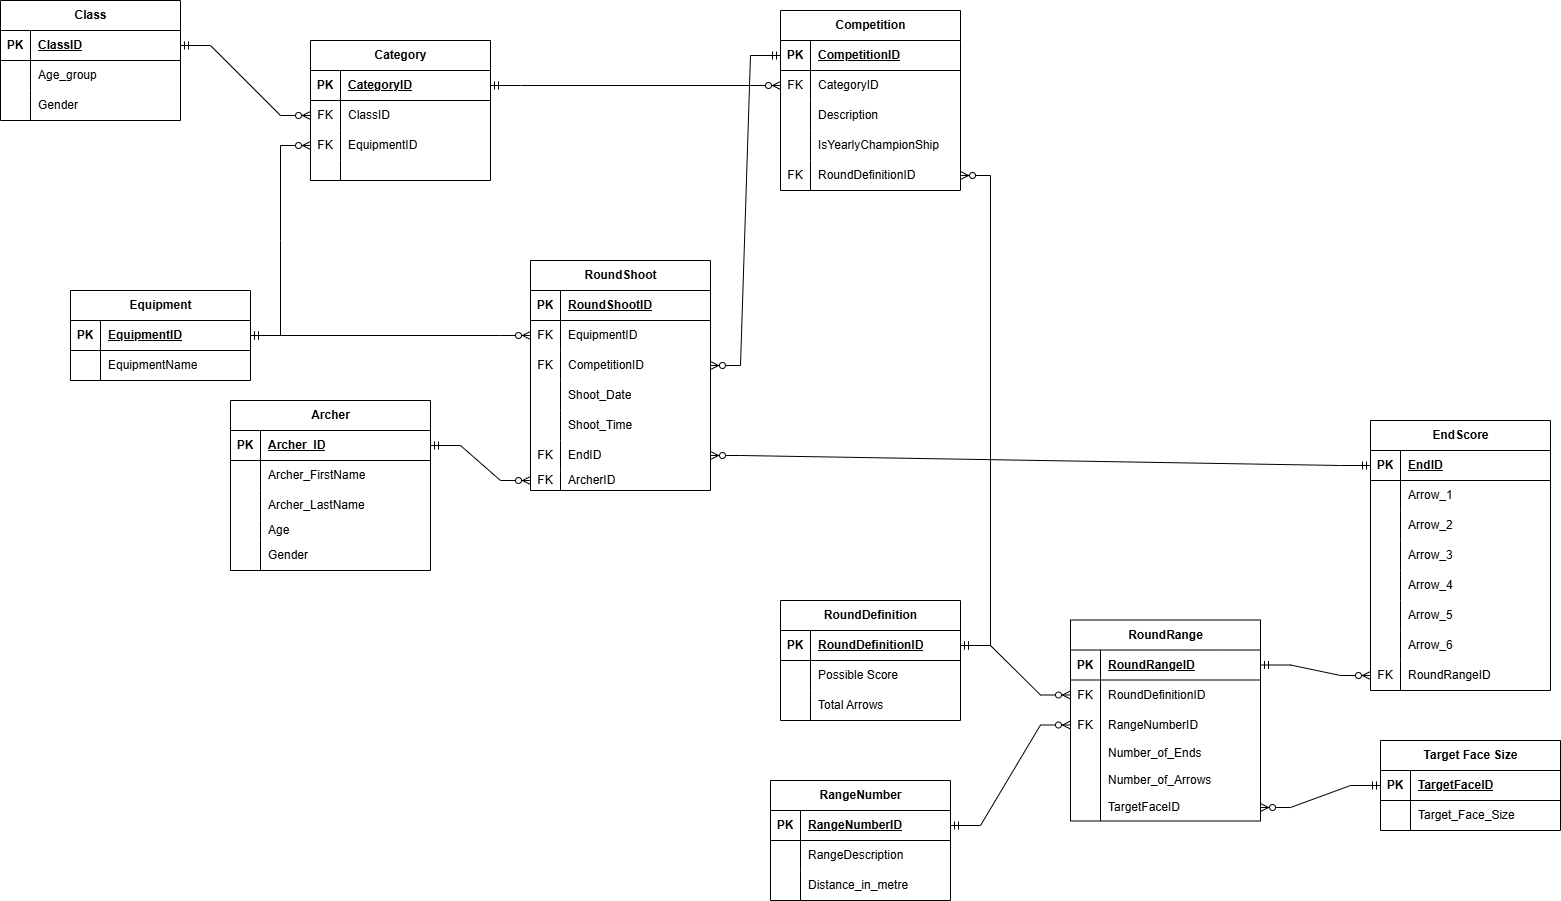 Class
PK ClassID
Age_group
Gender
Category
PK CategoryID
FK ClassID
FK EquipmentID
Competition
PK CompetitionID
FK CategoryID
Description
IsYearlyChampionShip
FK RoundDefinitionID
Equipment
PK EquipmentID
EquipmentName
RoundShoot
PK RoundShootID
FK EquipmentID
FK CompetitionID
Shoot_Date
Shoot_Time
FK EndID
FK ArcherID
Archer
PK Archer_ID
Archer_FirstName
Archer_LastName
Age
Gender
EndScore
PK EndID
Arrow_1
Arrow_2
Arrow_3
Arrow_4
Arrow_5
Arrow_6
FK RoundRangeID
RoundDefinition
PK RoundDefinitionID
Possible Score
Total Arrows
RoundRange
PK RoundRangeID
FK RoundDefinitionID
FK RangeNumberID
Number_of_Ends
Number_of_Arrows
TargetFaceID
Target Face Size
PK TargetFaceID
Target_Face_Size
RangeNumber
PK RangeNumberID
RangeDescription
Distance_in_metre